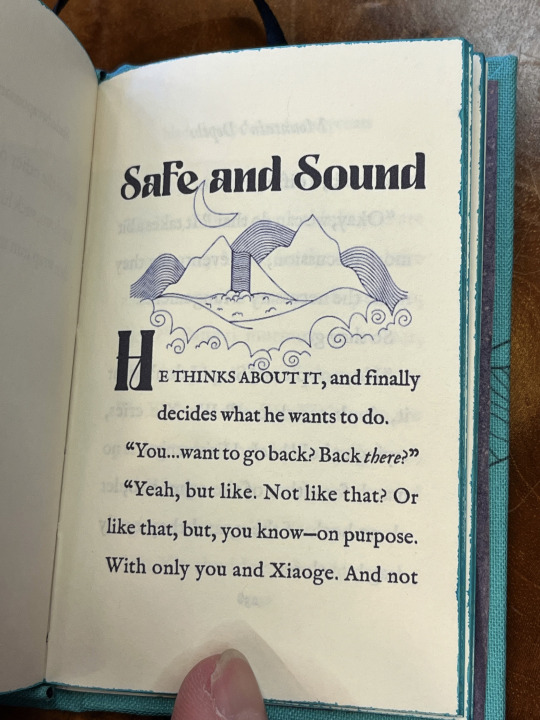 Safe and Sound
HE THINKS ABOUT IT, and finally
decides what he wants to do.
“You...want to go back? Back there?”
“Yeah, but like. Not like that? Or
like that, but, you know—on purpose.
With only you and Xiaoge. And not